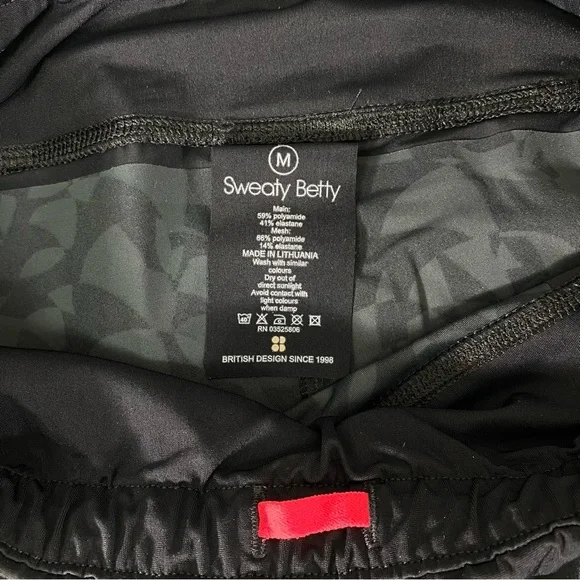 M
Sweaty Betty
Main:
59% polyamide
41% elastane
Mesh:
86% polyamide
14% elastane
MADE IN LITHUANIA
Wash with similar
colours
Dry out of
direct sunlight
Avoid contact with
light colours
when damp
40
RN 03525806
BRITISH DESIGN SINCE 1998